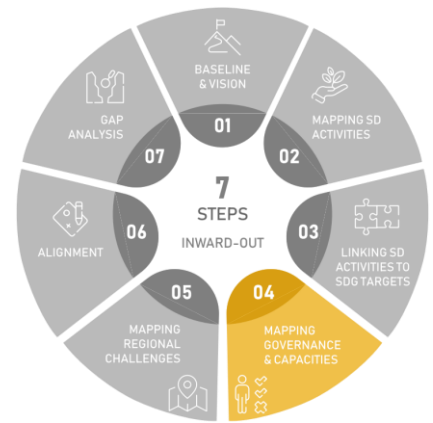 BASELINE
& VISION
01
MAPPING SD
ACTIVITIES
02
03
LINKING SD
ACTIVITIES TO
SDG TARGETS
04
MAPPING
GOVERNANCE
& CAPACITIES
05
MAPPING
REGIONAL
CHALLENGES
06
ALIGNMENT
GAP
ANALYSIS
07
7
STEPS
INWARD-OUT